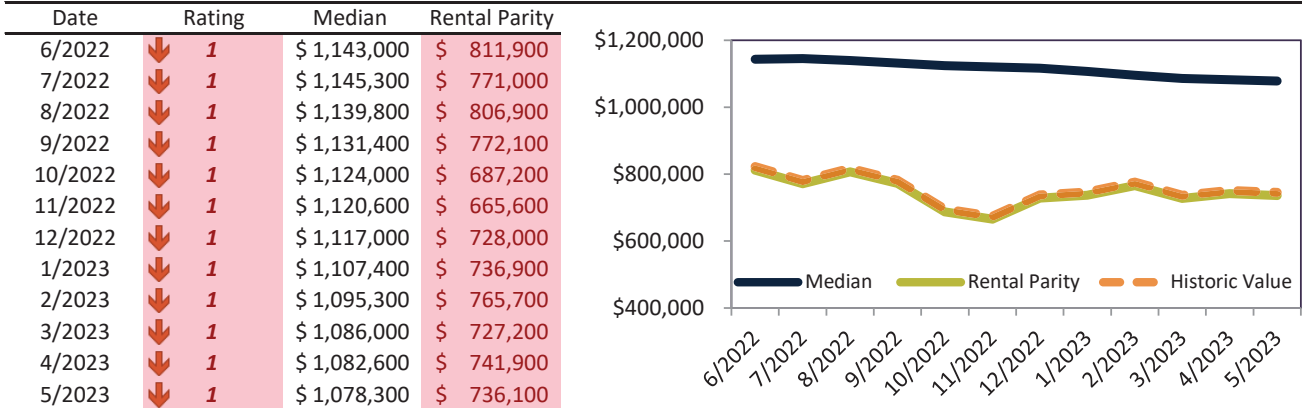 Date Rating Median Rental Parity
6/2022 1 $ 1,143,000 $ 811,900
7/2022 1 $ 1,145,300 $ 771,000
8/2022 1 $ 1,139,800 $ 806,900
9/2022 1 $ 1,131,400 $ 772,100
10/2022 1 $ 1,124,000 $ 687,200
11/2022 1 $ 1,120,600 $ 665,600
12/2022 1 $ 1,117,000 $ 728,000
1/2023 1 $ 1,107,400 $ 736,900
2/2023 1 $ 1,095,300 $ 765,700
3/2023 1 $ 1,086,000 $ 727,200
4/2023 1 $ 1,082,600 $ 741,900
5/2023 1 $ 1,078,300 $ 736,100
$1,200,000
$1,000,000
$800,000
$600,000
$400,000
Median Rental Parity Historic Value
6/2022 7/2022 8/2022 9/2022 10/2022 11/2022 12/2022 1/2023 2/2023 3/2023 4/2023 5/2023